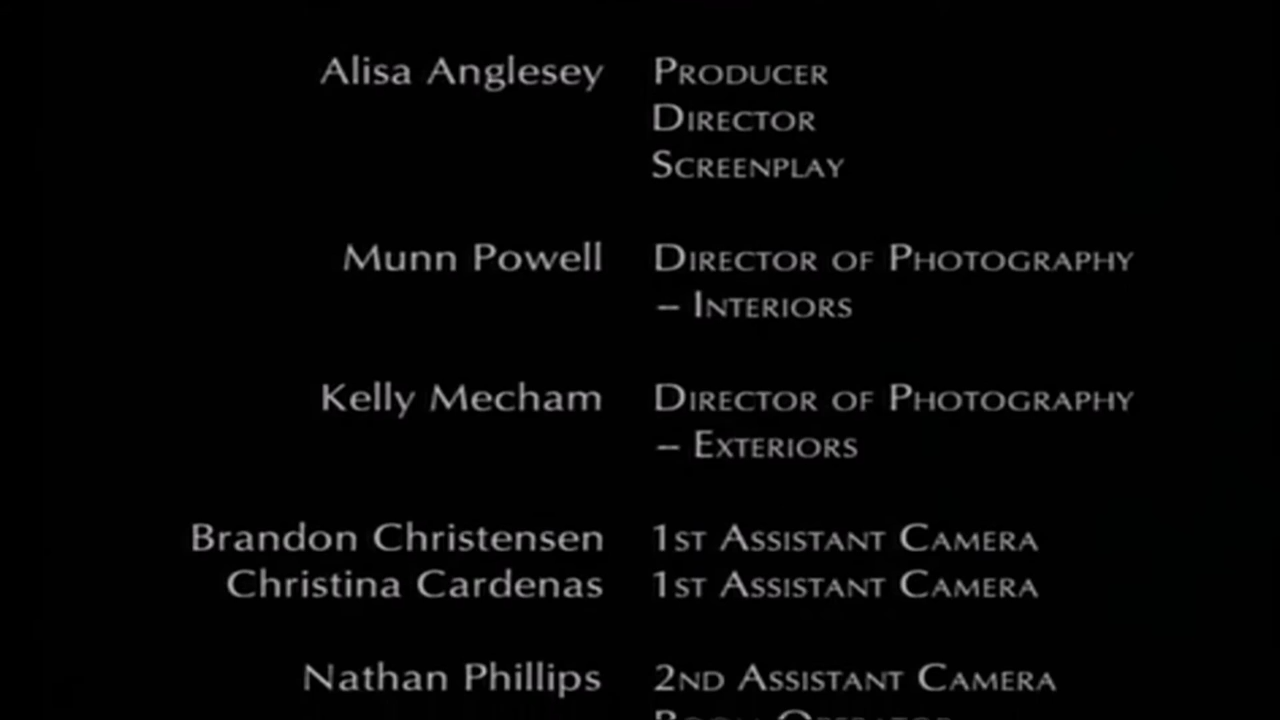 Alisa Anglesey Producer
Director
Screenplay
Munn Powell Director of Photography
– Interiors
Kelly Mecham Director of Photography
– Exteriors
Brandon Christensen 1st Assistant Camera
Christina Cardenas 1st Assistant Camera
Nathan Phillips 2nd Assistant Camera